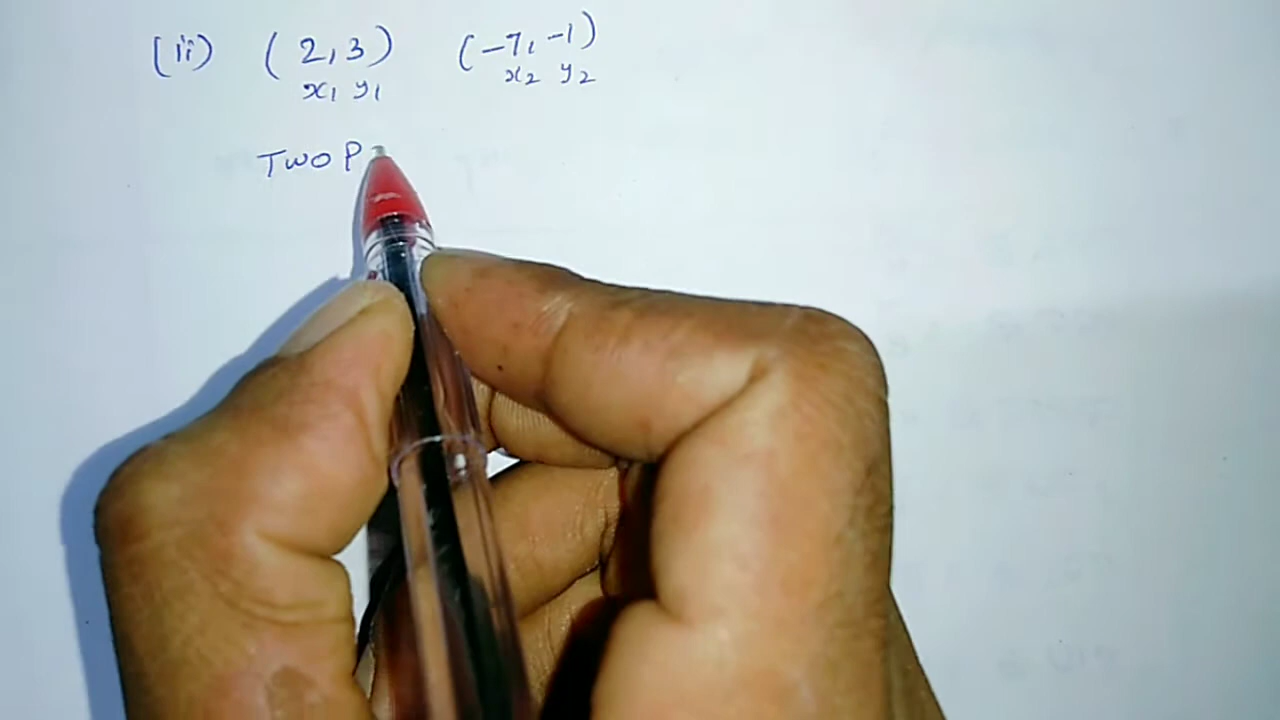 (ii) (2,3) (-7,-1)
x₁ y₁ x₂ y₂
TWO P